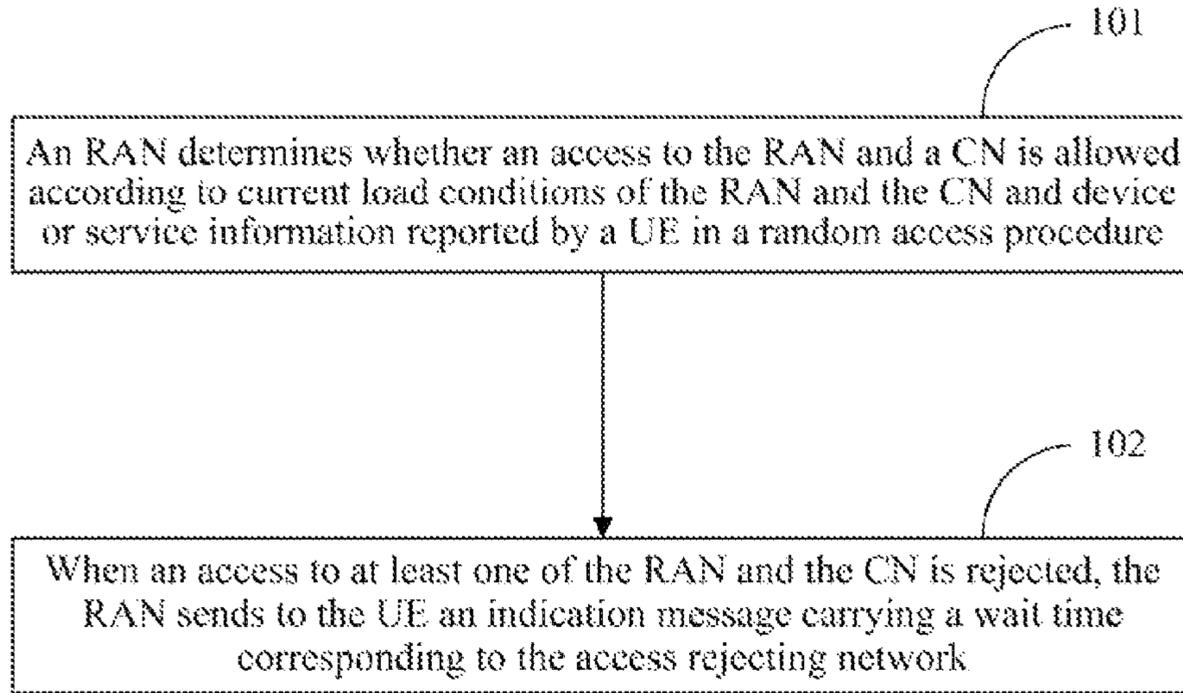 101
An RAN determines whether an access to the RAN and a CN is allowed
according to current load conditions of the RAN and the CN and device
or service information reported by a UE in a random access procedure
102
When an access to at least one of the RAN and the CN is rejected, the
RAN sends to the UE an indication message carrying a wait time
corresponding to the access rejecting network